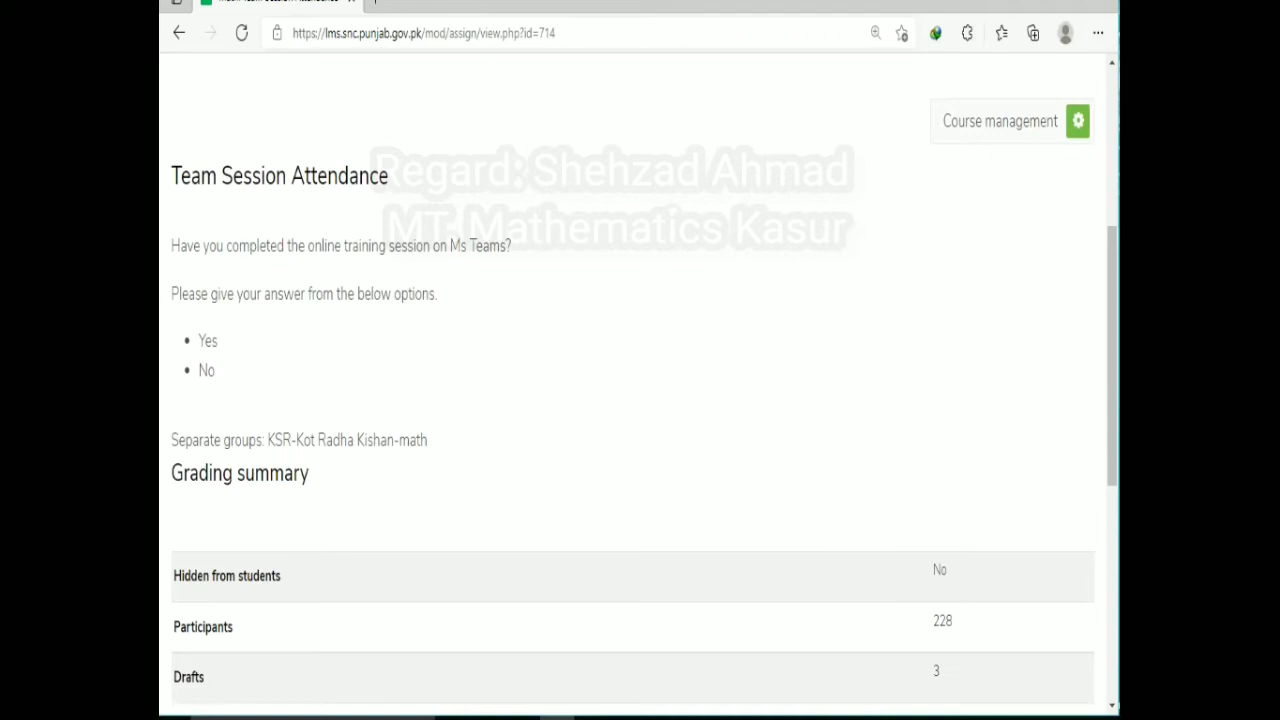 https://lms.snc.punjab.gov.pk/mod/assign/view.php?id=714
Course management
Regard: Shehzad Ahmad
MT- Mathematics Kasur
Team Session Attendance
Have you completed the online training session on Ms Teams?
Please give your answer from the below options.
Yes
No
Separate groups: KSR-Kot Radha Kishan-math
Grading summary
Hidden from students No
Participants 228
Drafts 3